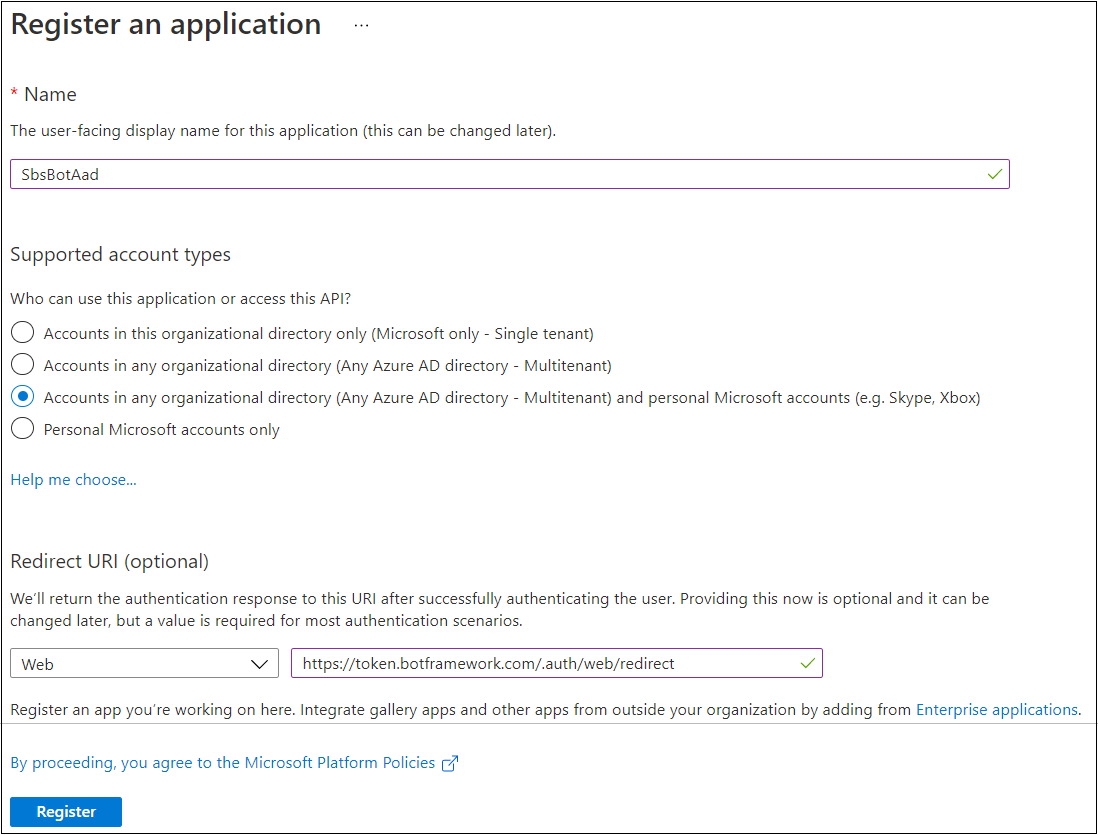 Register an application ...
* Name
The user-facing display name for this application (this can be changed later).
SbsBotAad
Supported account types
Who can use this application or access this API?
Accounts in this organizational directory only (Microsoft only - Single tenant)
Accounts in any organizational directory (Any Azure AD directory - Multitenant)
Accounts in any organizational directory (Any Azure AD directory - Multitenant) and personal Microsoft accounts (e.g. Skype, Xbox)
Personal Microsoft accounts only
Help me choose...
Redirect URI (optional)
We'll return the authentication response to this URI after successfully authenticating the user. Providing this now is optional and it can be
changed later, but a value is required for most authentication scenarios.
Web https://token.botframework.com/.auth/web/redirect
Register an app you're working on here. Integrate gallery apps and other apps from outside your organization by adding from Enterprise applications.
By proceeding, you agree to the Microsoft Platform Policies
Register